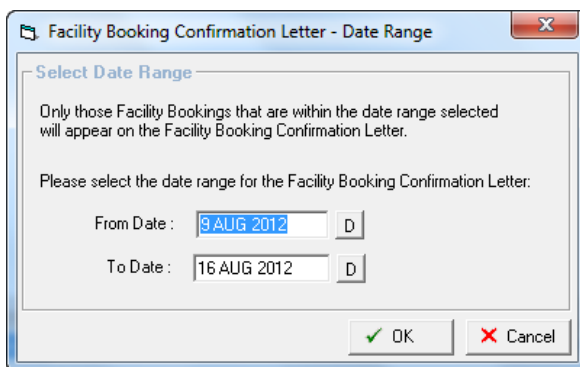 Facility Booking Confirmation Letter - Date Range
Select Date Range
Only those Facility Bookings that are within the date range selected
will appear on the Facility Booking Confirmation Letter.
Please select the date range for the Facility Booking Confirmation Letter:
From Date : 9 AUG 2012 D
To Date : 16 AUG 2012 D
OK Cancel